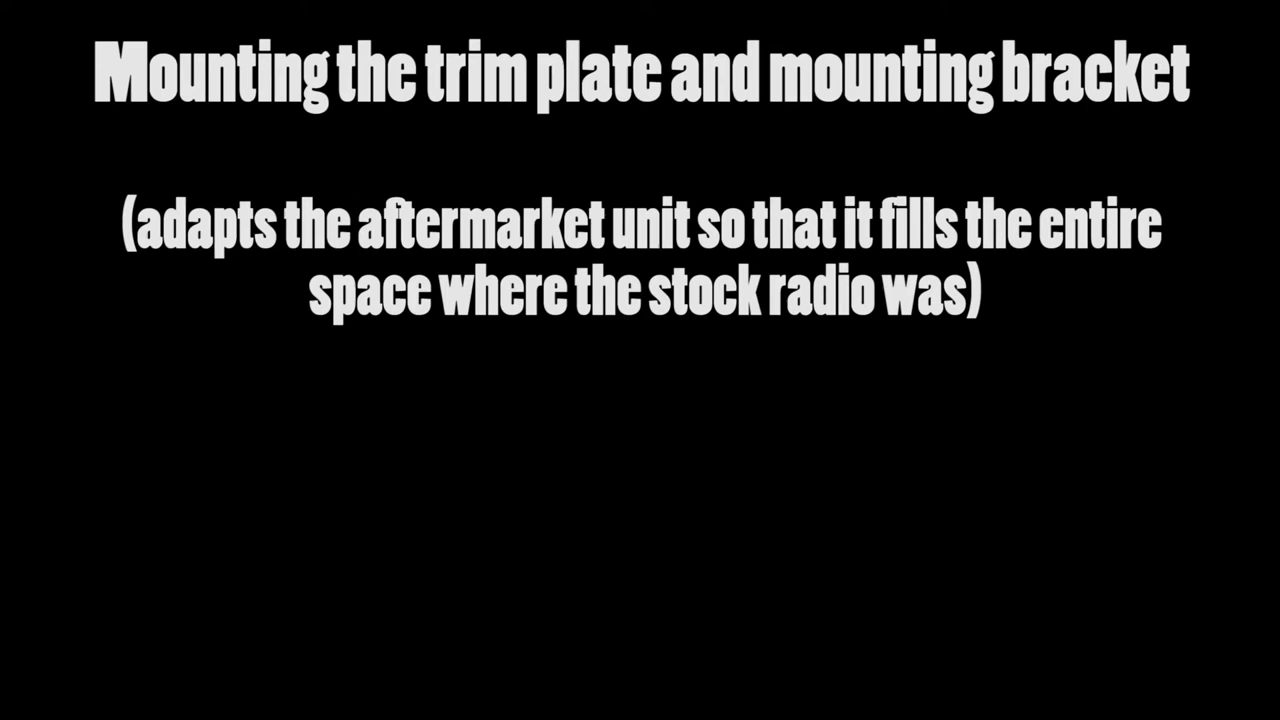 Mounting the trim plate and mounting bracket
(adapts the aftermarket unit so that it fills the entire
space where the stock radio was)